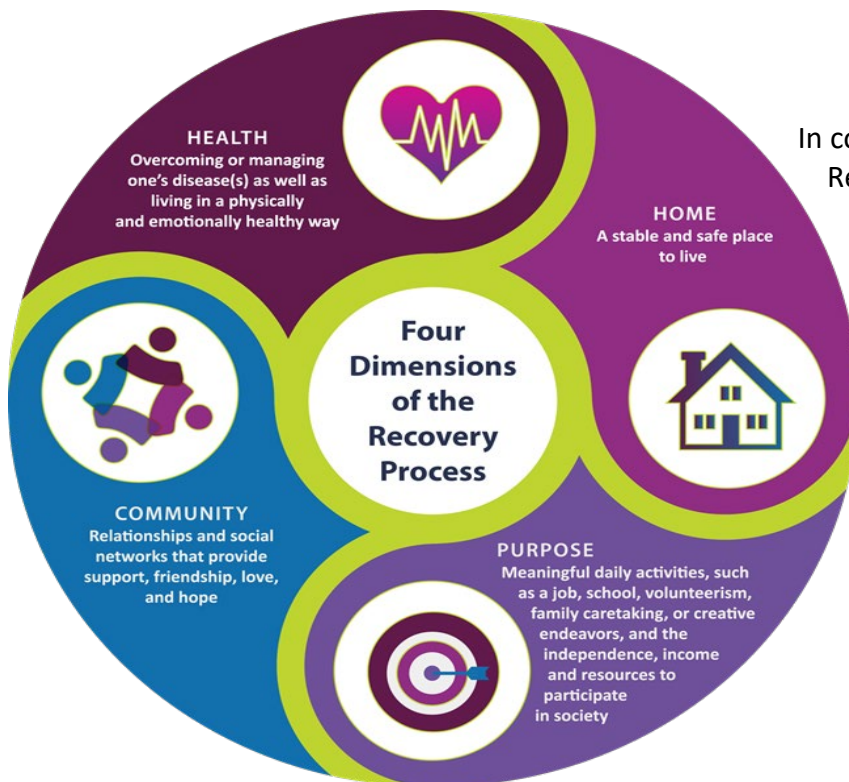 HEALTH
Overcoming or managing
one's disease(s) as well as
living in a physically
and emotionally healthy way
In
HOME
A stable and safe place
to live
Four
Dimensions
of the
Recovery
Process
COMMUNITY
Relationships and social
networks that provide
support, friendship, love,
and hope
PURPOSE
Meaningful daily activities, such
as a job, school, volunteerism,
family caretaking, or creative
endeavors, and the
independence, income
and resources to
participate
in society